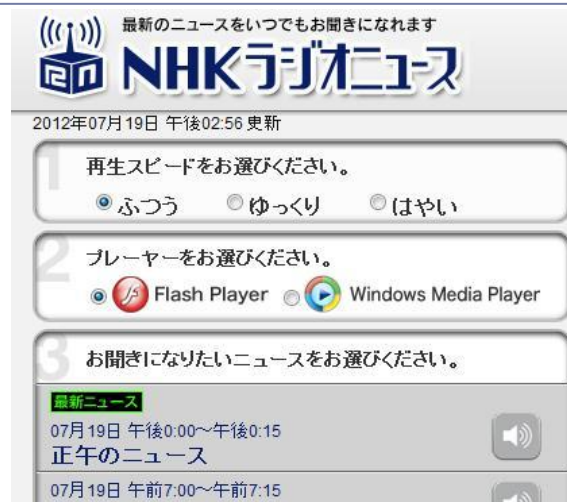 最新のニュースをいつでもお聞きになれます
NHKラジオニュース
2012年07月19日 午後02:56更新
1
再生スピードをお選びください。
ふつう ゆっくり はやい
2
プレーヤーをお選びください。
Flash Player Windows Media Player
3
お聞きになりたいニュースをお選びください。
最新ニュース
07月19日 午後0:00～午後0:15
正午のニュース
07月19日 午前7:00～午前7:15